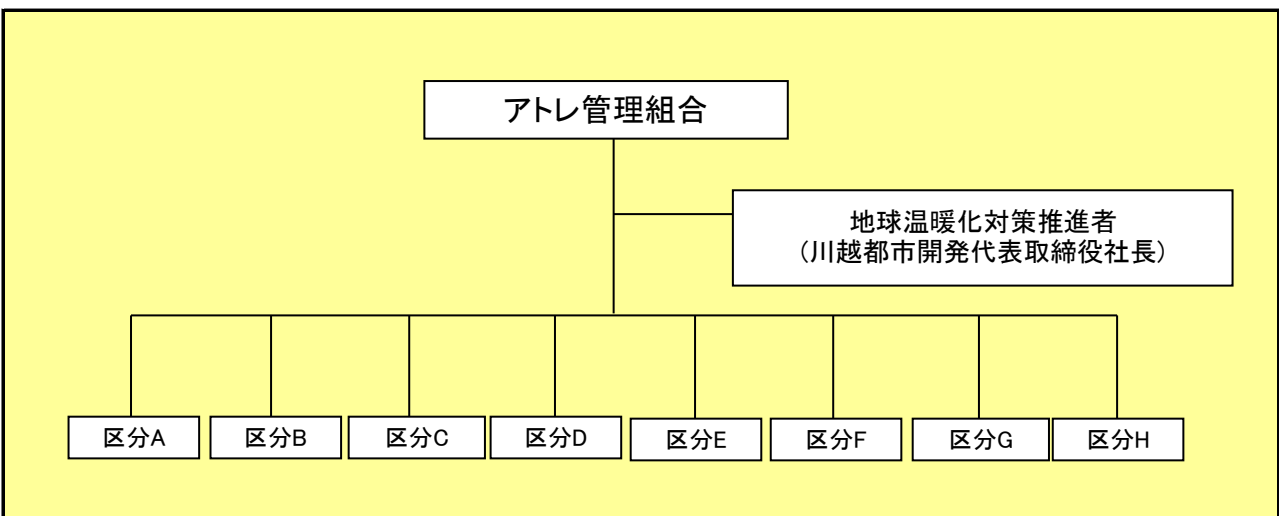 アトレ管理組合
地球温暖化対策推進者
（川越都市開発代表取締役社長）
区分A
区分B
区分C
区分D
区分E
区分F
区分G
区分H